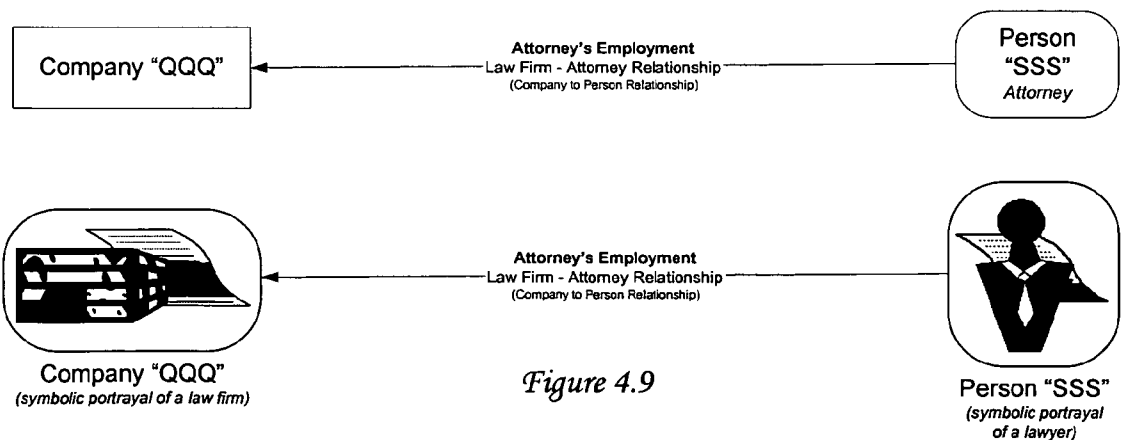 Company “QQQ”
Attorney’s Employment
Law Firm - Attorney Relationship
(Company to Person Relationship)
Person
“SSS”
Attorney
Attorney’s Employment
Law Firm - Attorney Relationship
(Company to Person Relationship)
Company “QQQ”
(symbolic portrayal of a law firm)
Figure 4.9
Person “SSS”
(symbolic portrayal
of a lawyer)